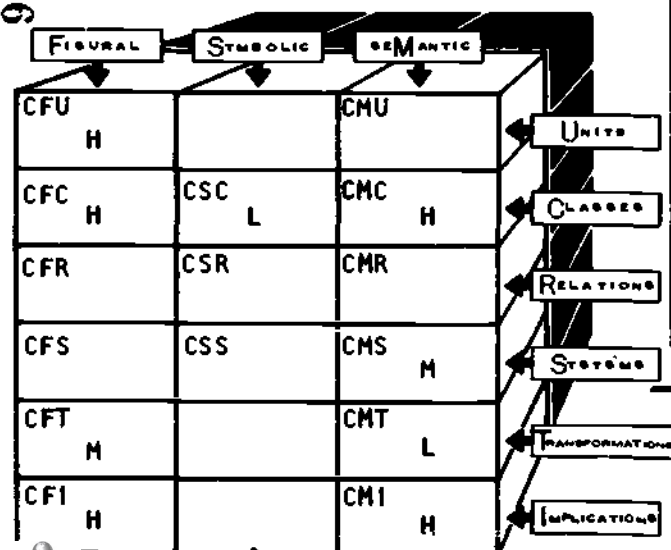 9
FIGURAL SYMBOLIC SEMANTIC
CFU CMU
H
UNITS
CFC CSC CMC
H L H
CLASSES
CFR CSR CMR
RELATIONS
CFS CSS CMS
M
SYSTEMS
CFT CMT
M L
TRANSFORMATIONS
CFI CMI
H H
IMPLICATIONS